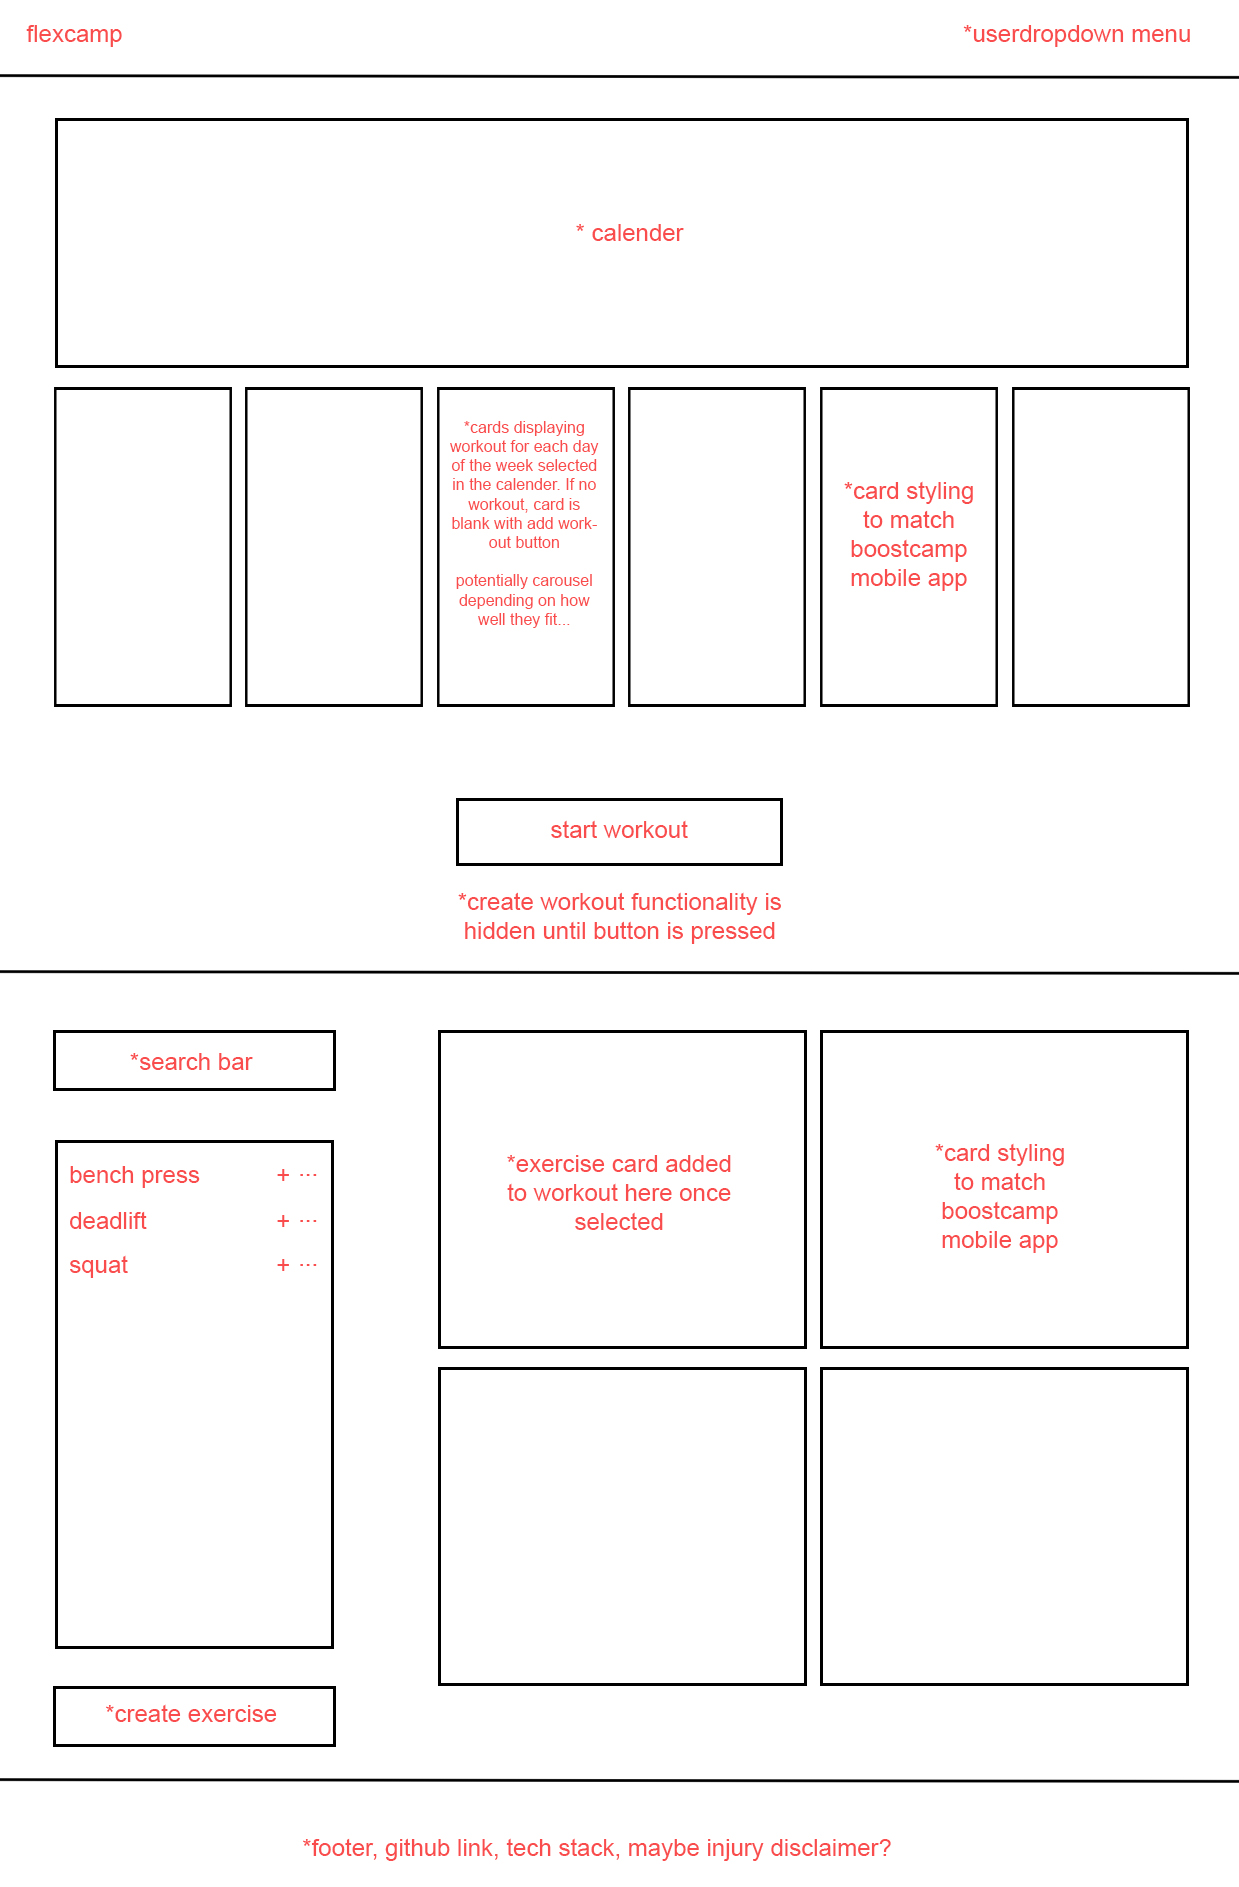 flexcamp
*userdropdown menu
* calender
*cards displaying
workout for each day
of the week selected
in the calender. If no
workout, card is
blank with add work-
out button
potentially carousel
depending on how
well they fit...
*card styling
to match
boostcamp
mobile app
start workout
*create workout functionality is
hidden until button is pressed
*search bar
bench press + ...
deadlift + ...
squat + ...
*create exercise
*exercise card added
to workout here once
selected
*card styling
to match
boostcamp
mobile app
*footer, github link, tech stack, maybe injury disclaimer?